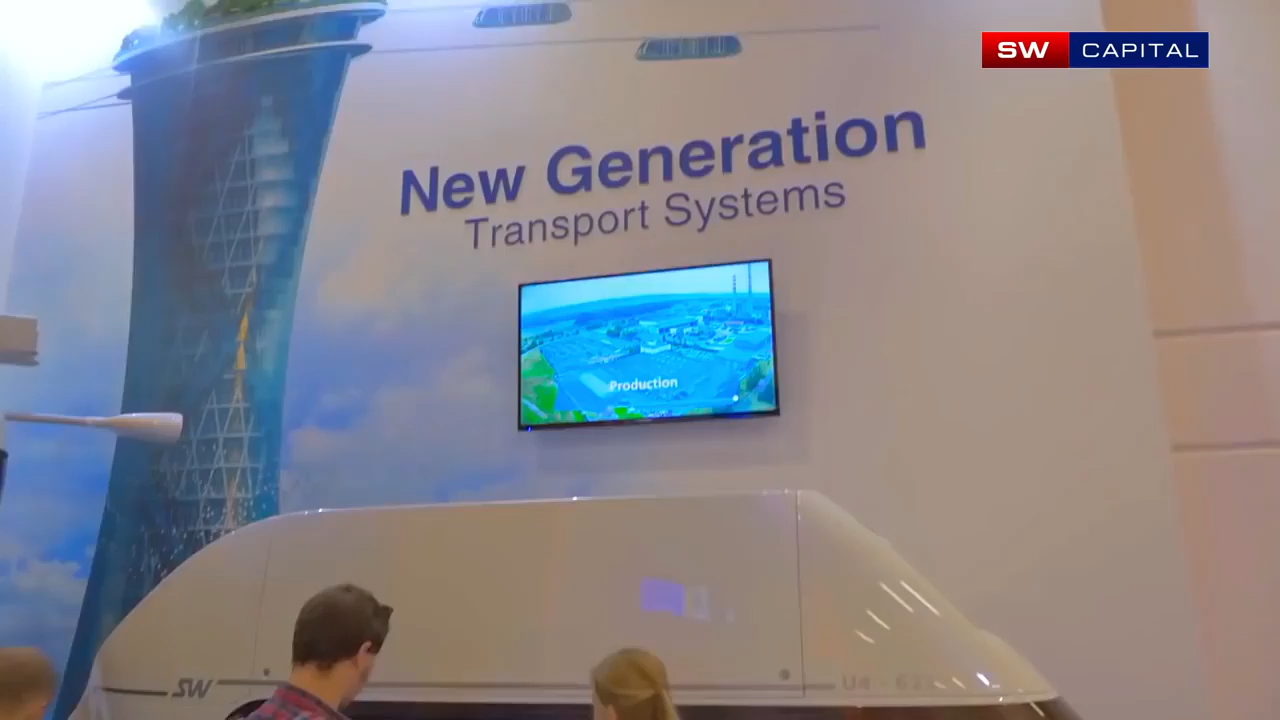 SW CAPITAL
New Generation
Transport Systems
Production
SW